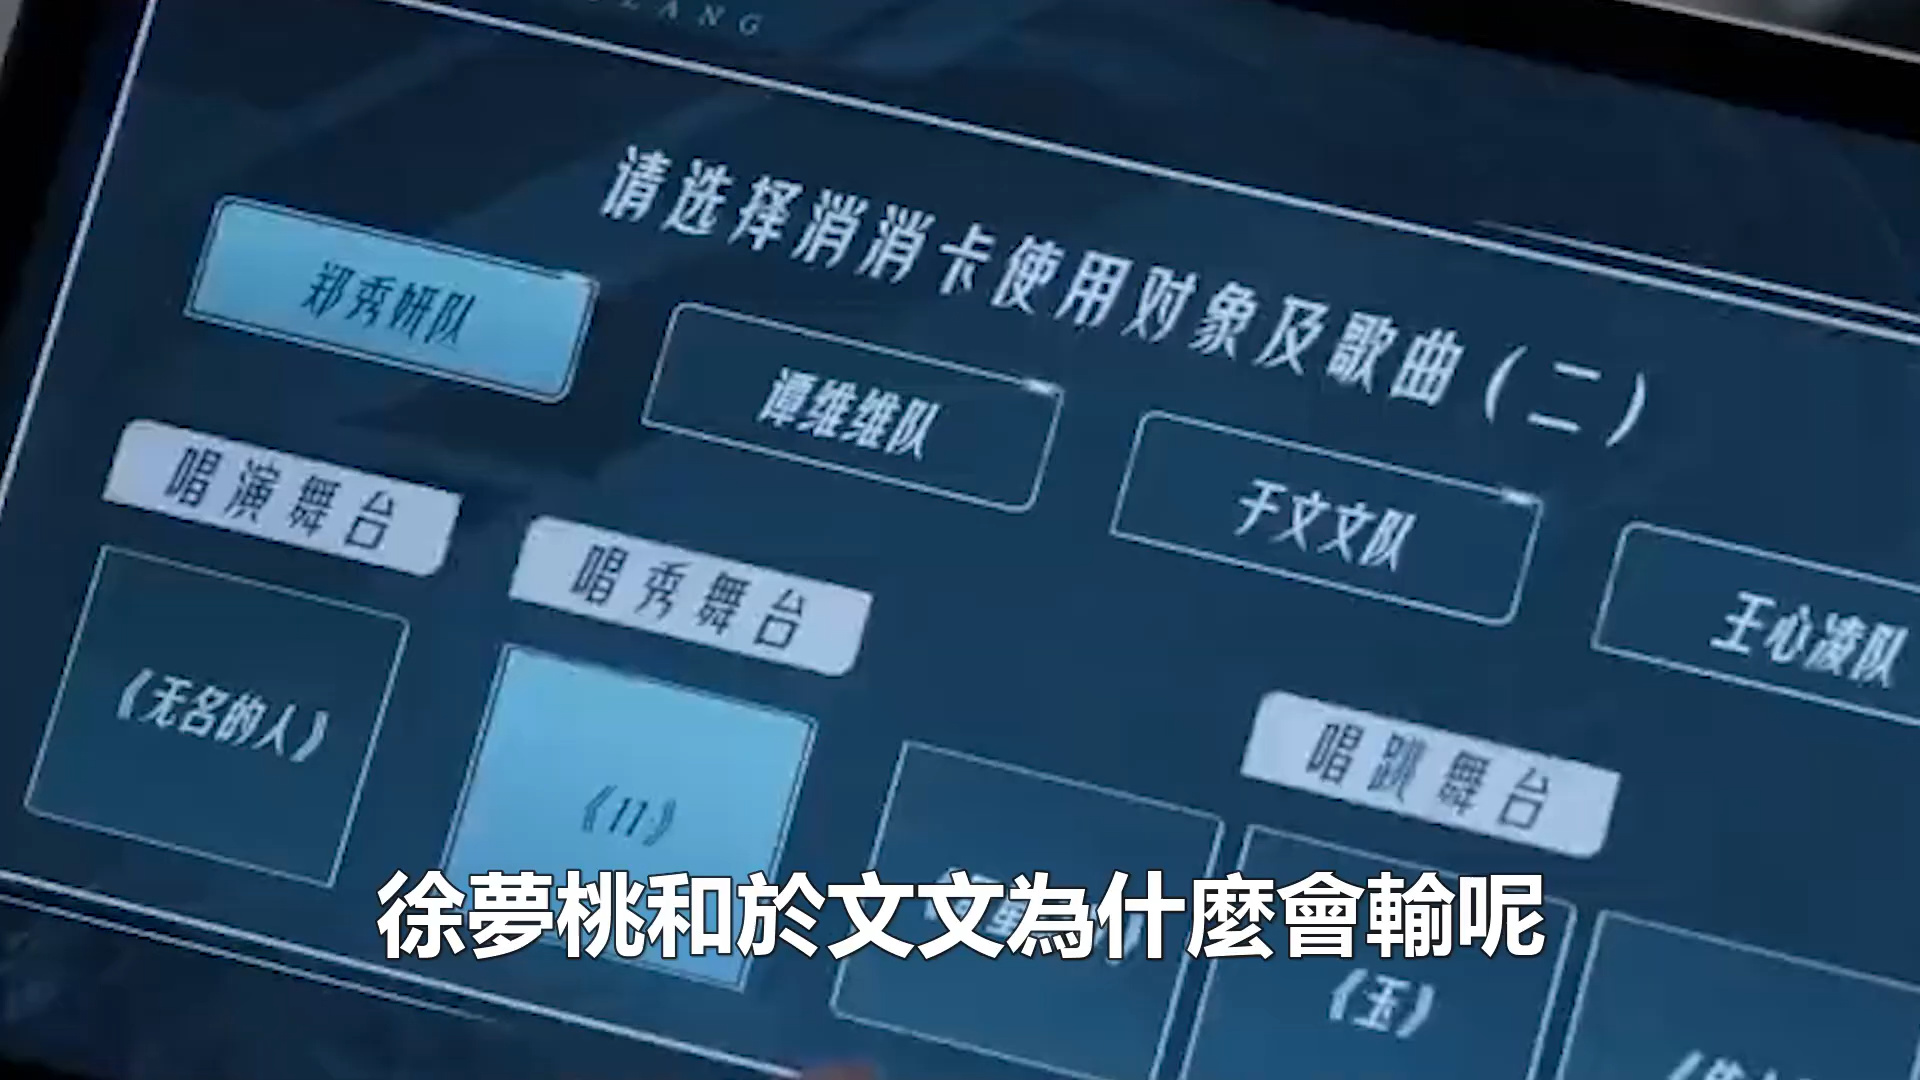 请选择消消卡使用对象及歌曲（二）
郑秀妍队
谭维维队
于文文队
王心凌队
唱演舞台
唱秀舞台
唱跳舞台
《无名的人》
《11》
《玉》
徐夢桃和於文文為什麼會輸呢